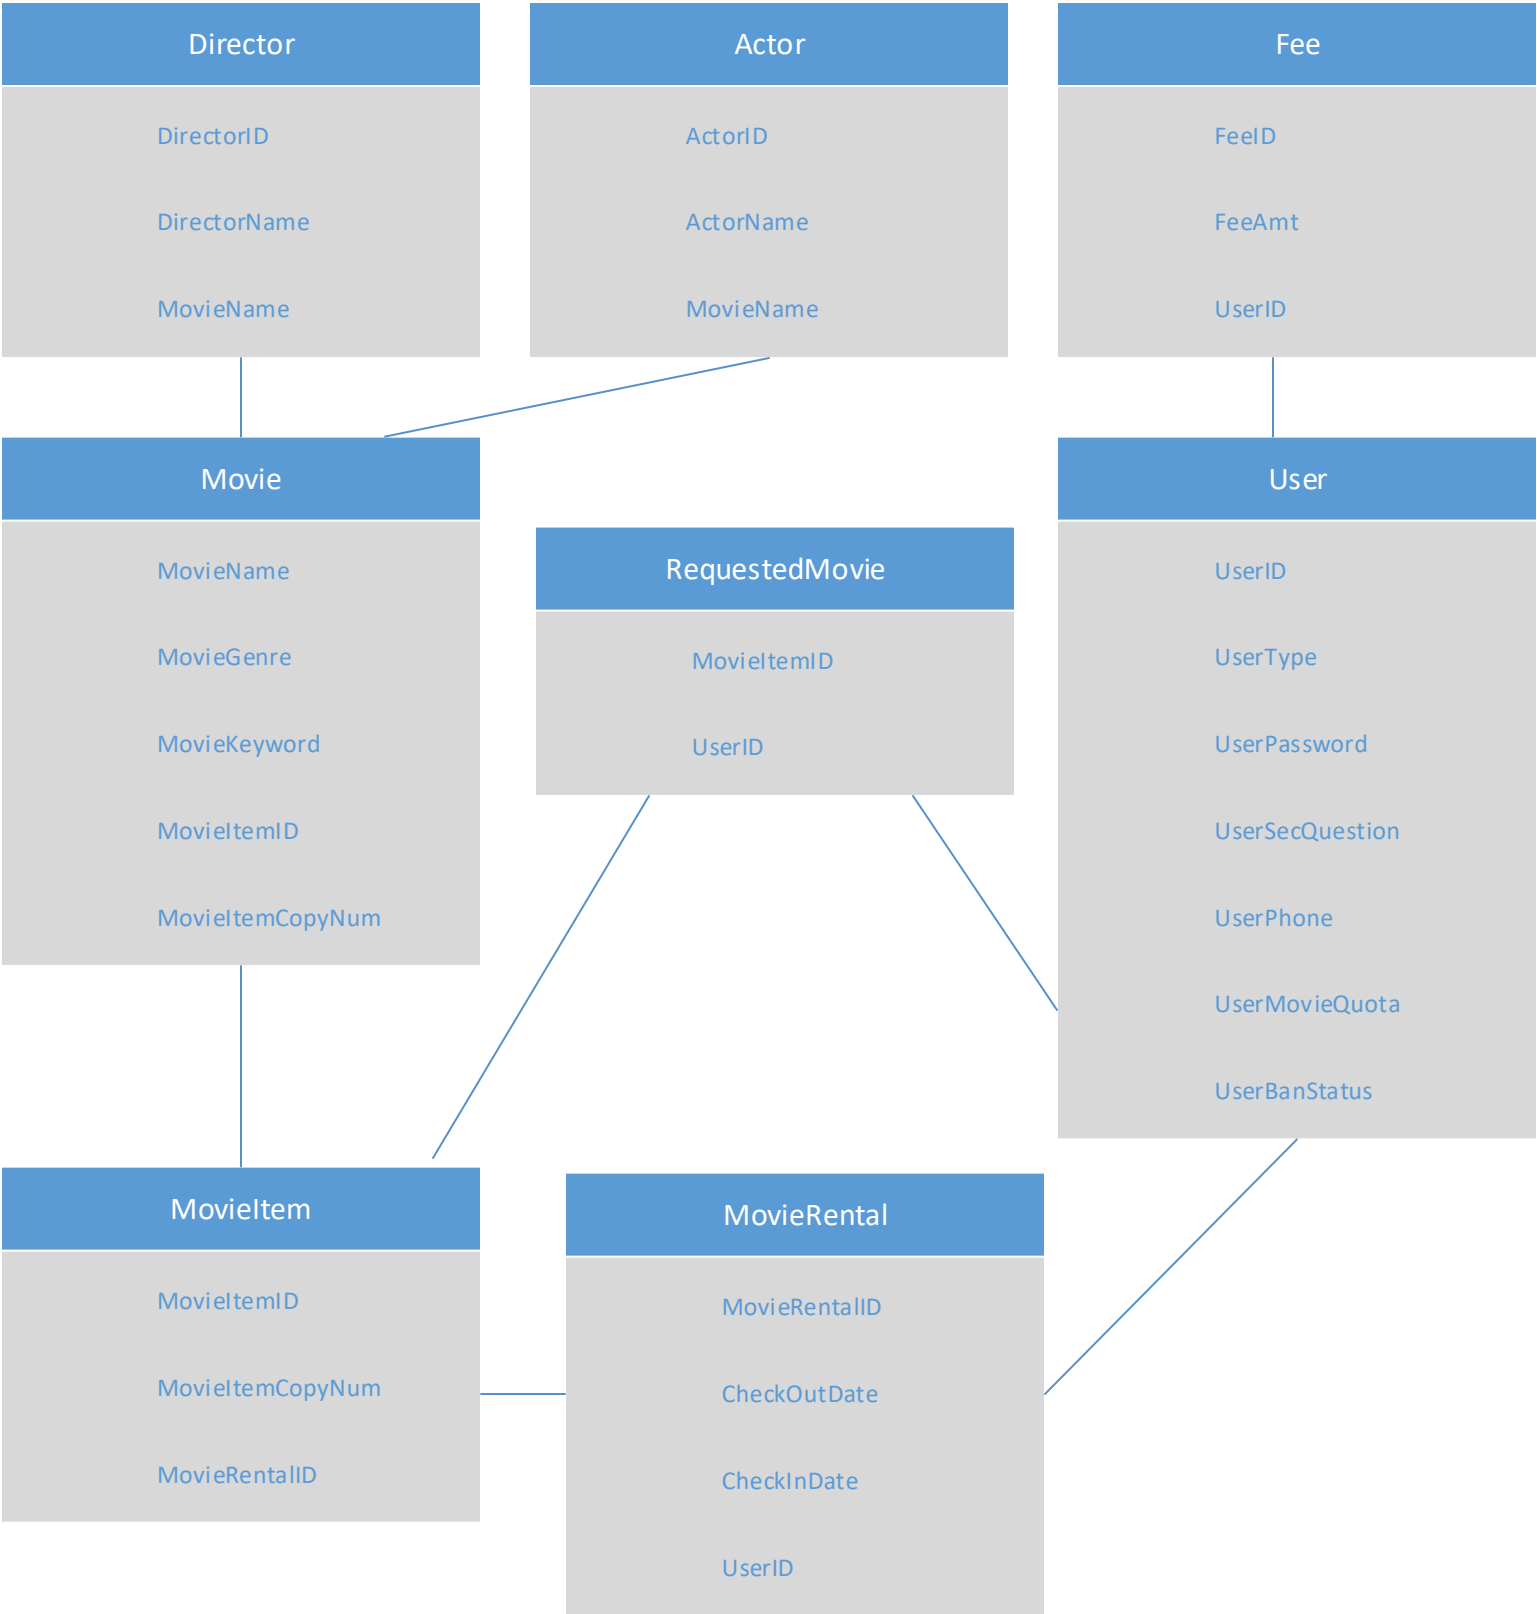 Director
DirectorID
DirectorName
MovieName
Actor
ActorID
ActorName
MovieName
Fee
FeeID
FeeAmt
UserID
Movie
MovieName
MovieGenre
MovieKeyword
MovieItemID
MovieItemCopyNum
RequestedMovie
MovieItemID
UserID
User
UserID
UserType
UserPassword
UserSecQuestion
UserPhone
UserMovieQuota
UserBanStatus
MovieItem
MovieItemID
MovieItemCopyNum
MovieRentalID
MovieRental
MovieRentalID
CheckOutDate
CheckInDate
UserID